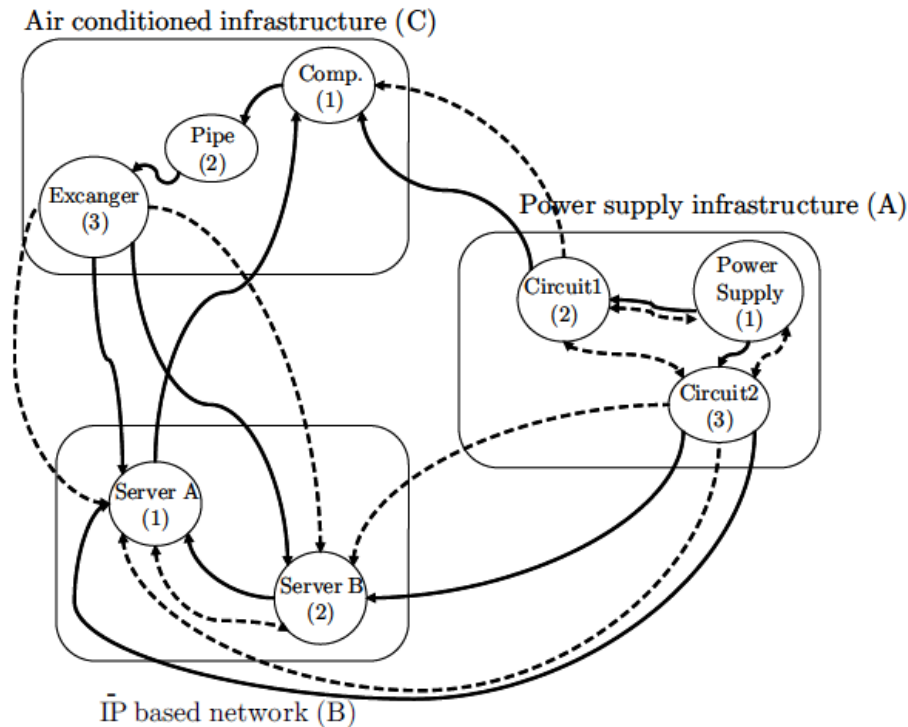 Air conditioned infrastructure (C)
Comp.
(1)
Pipe
(2)
Excanger
(3)
Power supply infrastructure (A)
Power
Supply
(1)
Circuit1
(2)
Circuit2
(3)
Server A
(1)
Server B
(2)
IP based network (B)